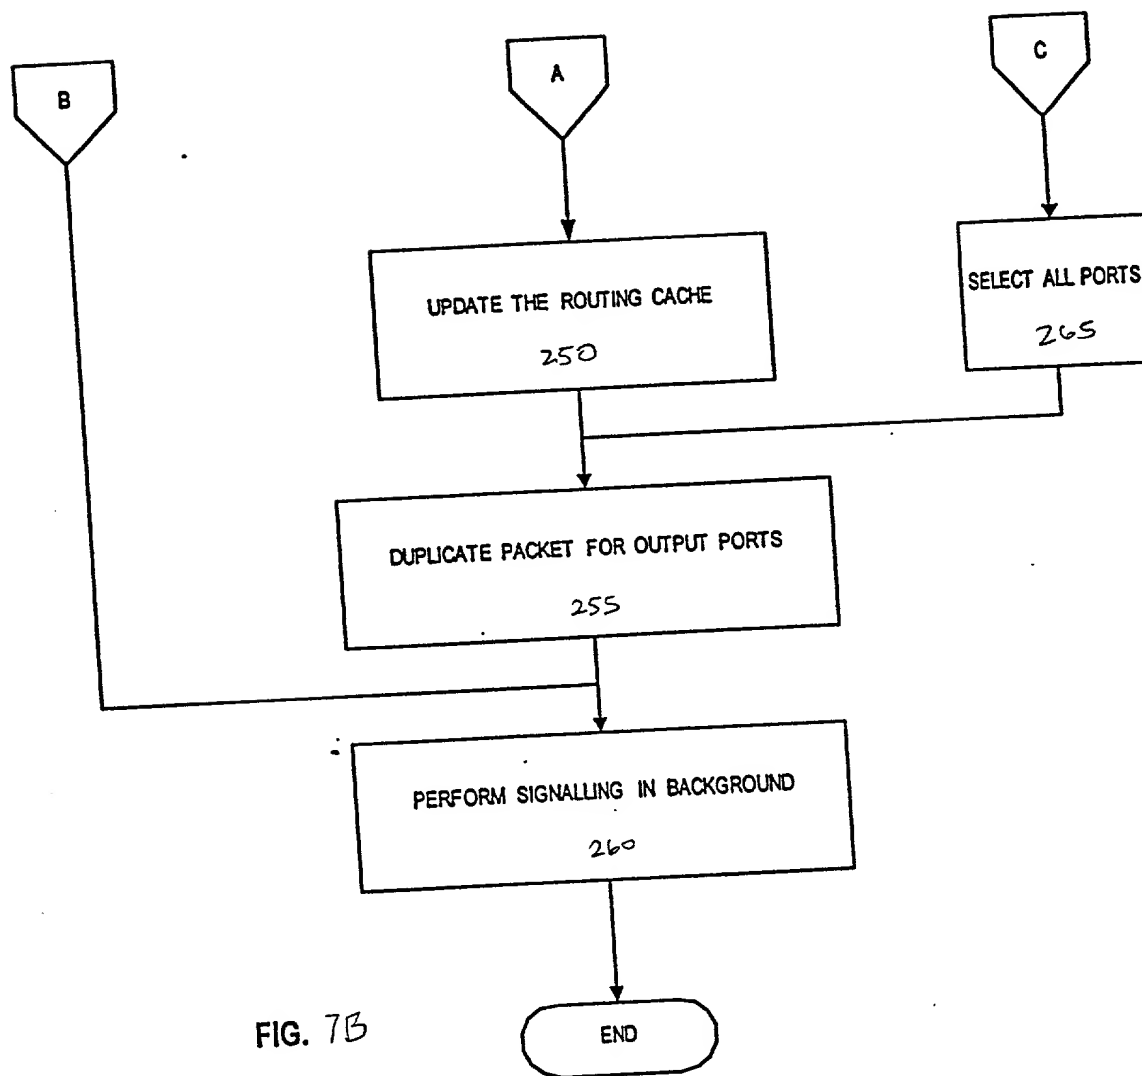 B
A
C
UPDATE THE ROUTING CACHE
250
SELECT ALL PORTS
265
DUPLICATE PACKET FOR OUTPUT PORTS
255
PERFORM SIGNALLING IN BACKGROUND
260
END
FIG. 7B